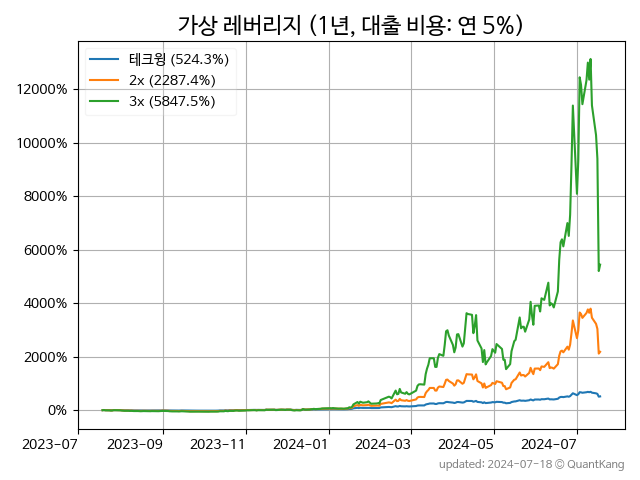 가상 레버리지 (1년, 대출 비용: 연 5%)
테크윙 (524.3%)
2x (2287.4%)
3x (5847.5%)
12000%
10000%
8000%
6000%
4000%
2000%
0%
2023-07 2023-09 2023-11 2024-01 2024-03 2024-05 2024-07
updated: 2024-07-18 © QuantKang